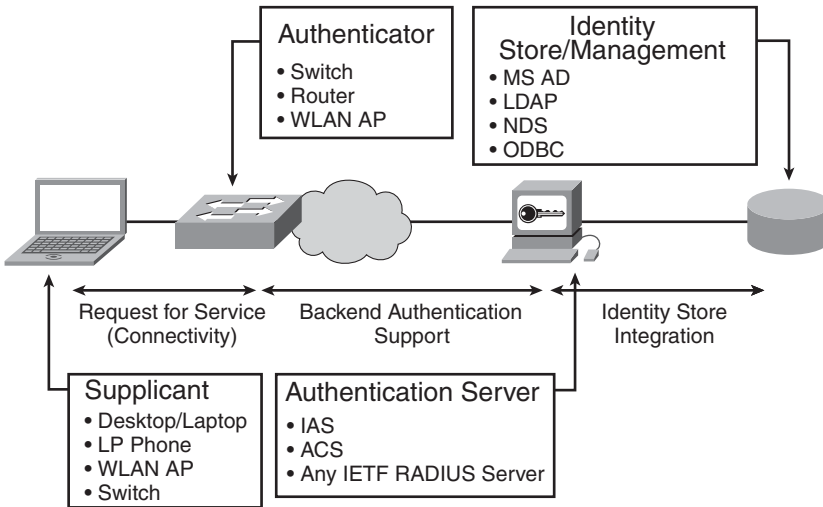 Authenticator
• Switch
• Router
• WLAN AP
Identity
Store/Management
• MS AD
• LDAP
• NDS
• ODBC
Request for Service
(Connectivity)
Backend Authentication
Support
Identity Store
Integration
Supplicant
• Desktop/Laptop
• LP Phone
• WLAN AP
• Switch
Authentication Server
• IAS
• ACS
• Any IETF RADIUS Server